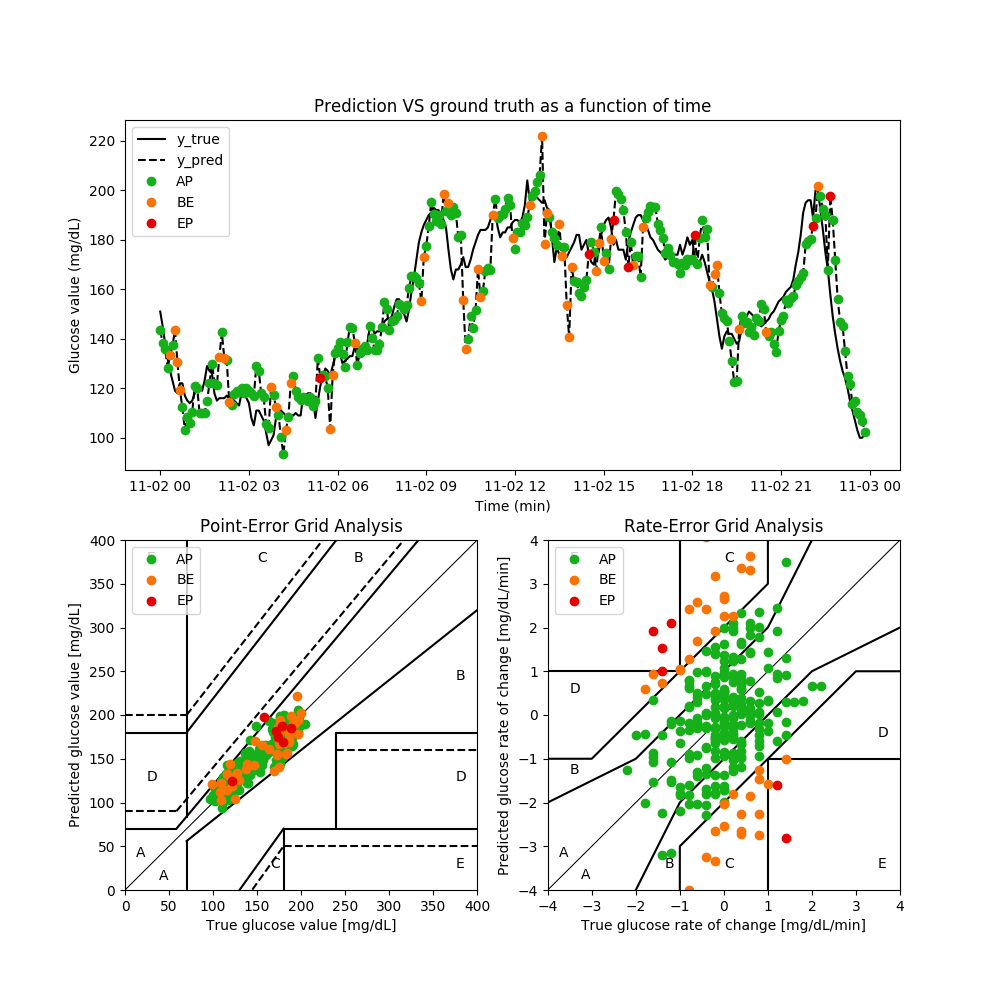 Prediction VS ground truth as a function of time
Glucose value (mg/dL)
220
200
180
160
140
120
100
y_true
y_pred
AP
BE
EP
11-02 00 11-02 03 11-02 06 11-02 09 11-02 12 11-02 15 11-02 18 11-02 21 11-03 00
Time (min)
Point-Error Grid Analysis
Predicted glucose value [mg/dL]
400
350
300
250
200
150
100
50
0
AP
BE
EP
C
B
B
D
D
A
A
C
E
0 50 100 150 200 250 300 350 400
True glucose value [mg/dL]
Rate-Error Grid Analysis
Predicted glucose rate of change [mg/dL/min]
4
3
2
1
0
−1
−2
−3
−4
AP
BE
EP
C
D
D
B
A
A
B
C
E
−4 −3 −2 −1 0 1 2 3 4
True glucose rate of change [mg/dL/min]